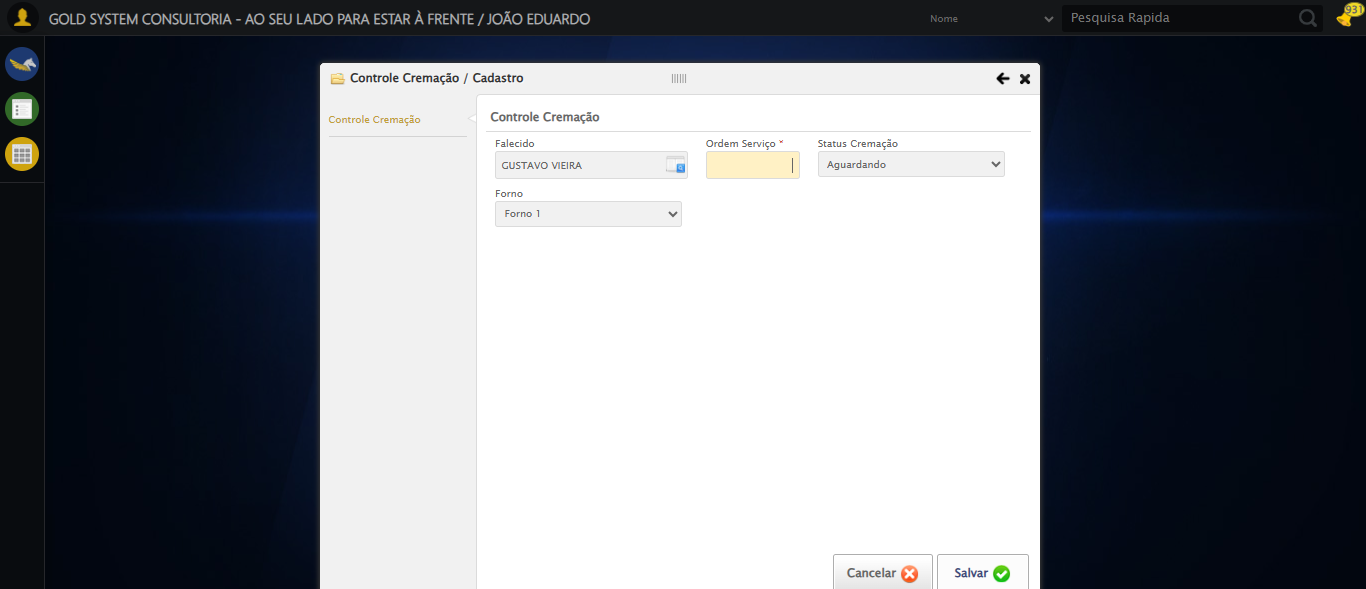 GOLD SYSTEM CONSULTORIA - AO SEU LADO PARA ESTAR À FRENTE / JOÃO EDUARDO
Nome
Pesquisa Rapida
931
Controle Cremação / Cadastro
Controle Cremação
Controle Cremação
Falecido
Ordem Serviço *
Status Cremação
GUSTAVO VIEIRA
Aguardando
Forno
Forno 1
Cancelar
Salvar